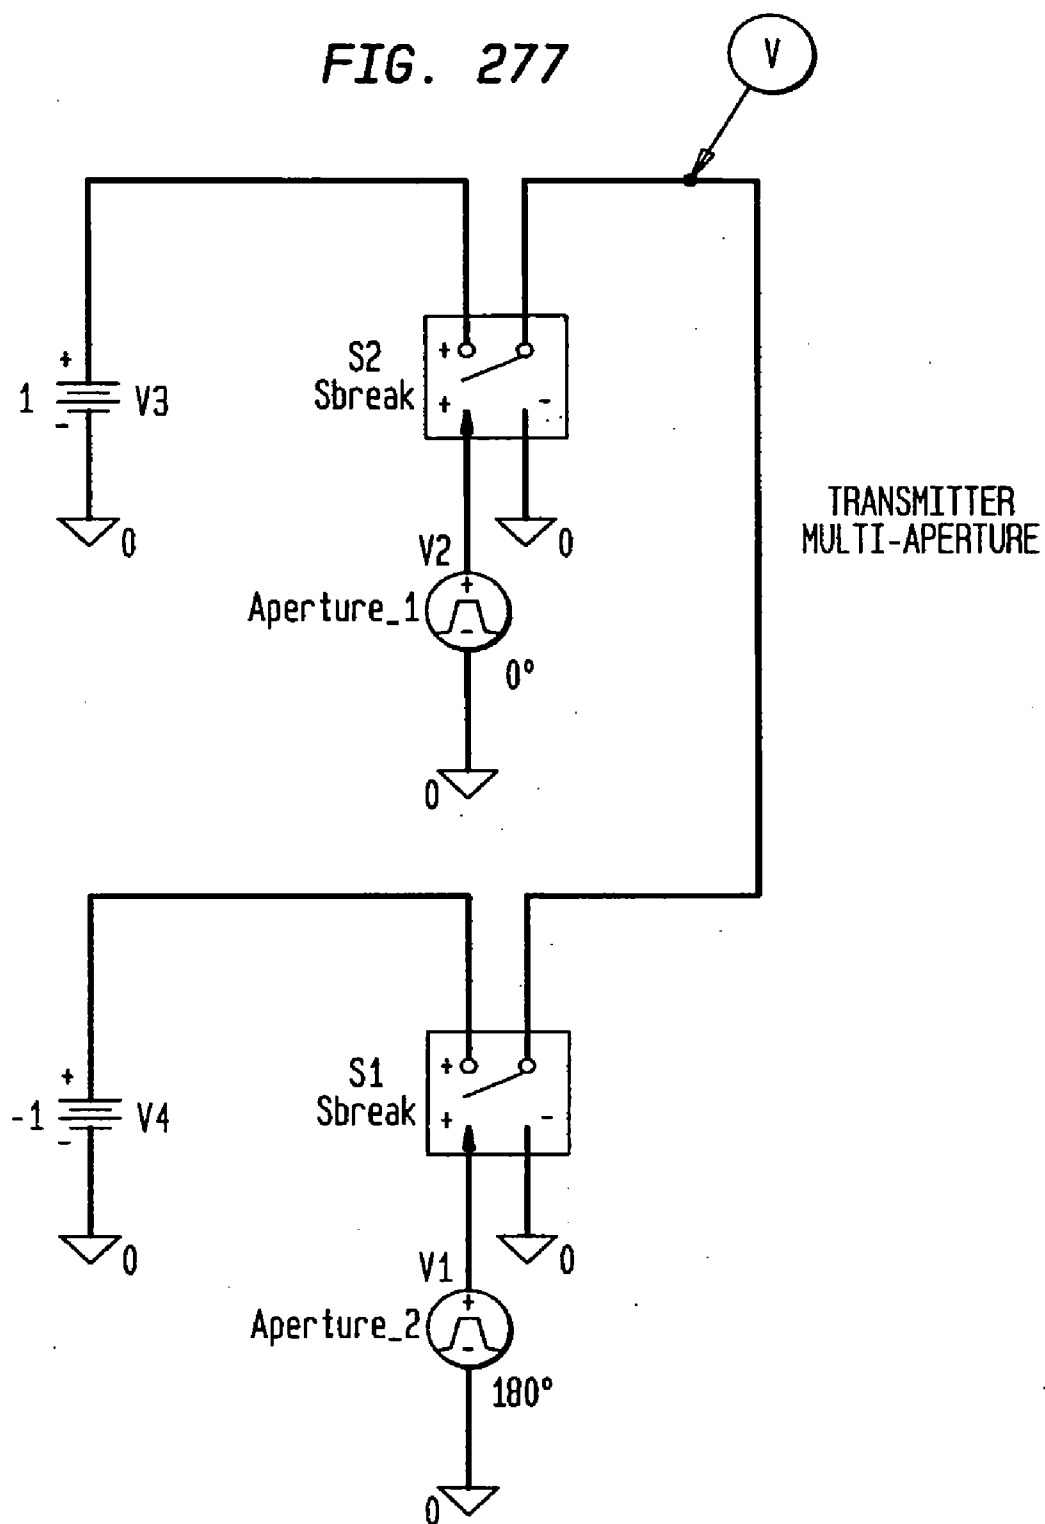 FIG. 277
V
+
S2
Sbreak
+
+
-
1
V3
-
0
V2
0
TRANSMITTER
MULTI-APERTURE
Aperture_1
+
-
0°
0
+
S1
Sbreak
+
+
-
-1
V4
-
0
V1
0
Aperture_2
+
-
180°
0